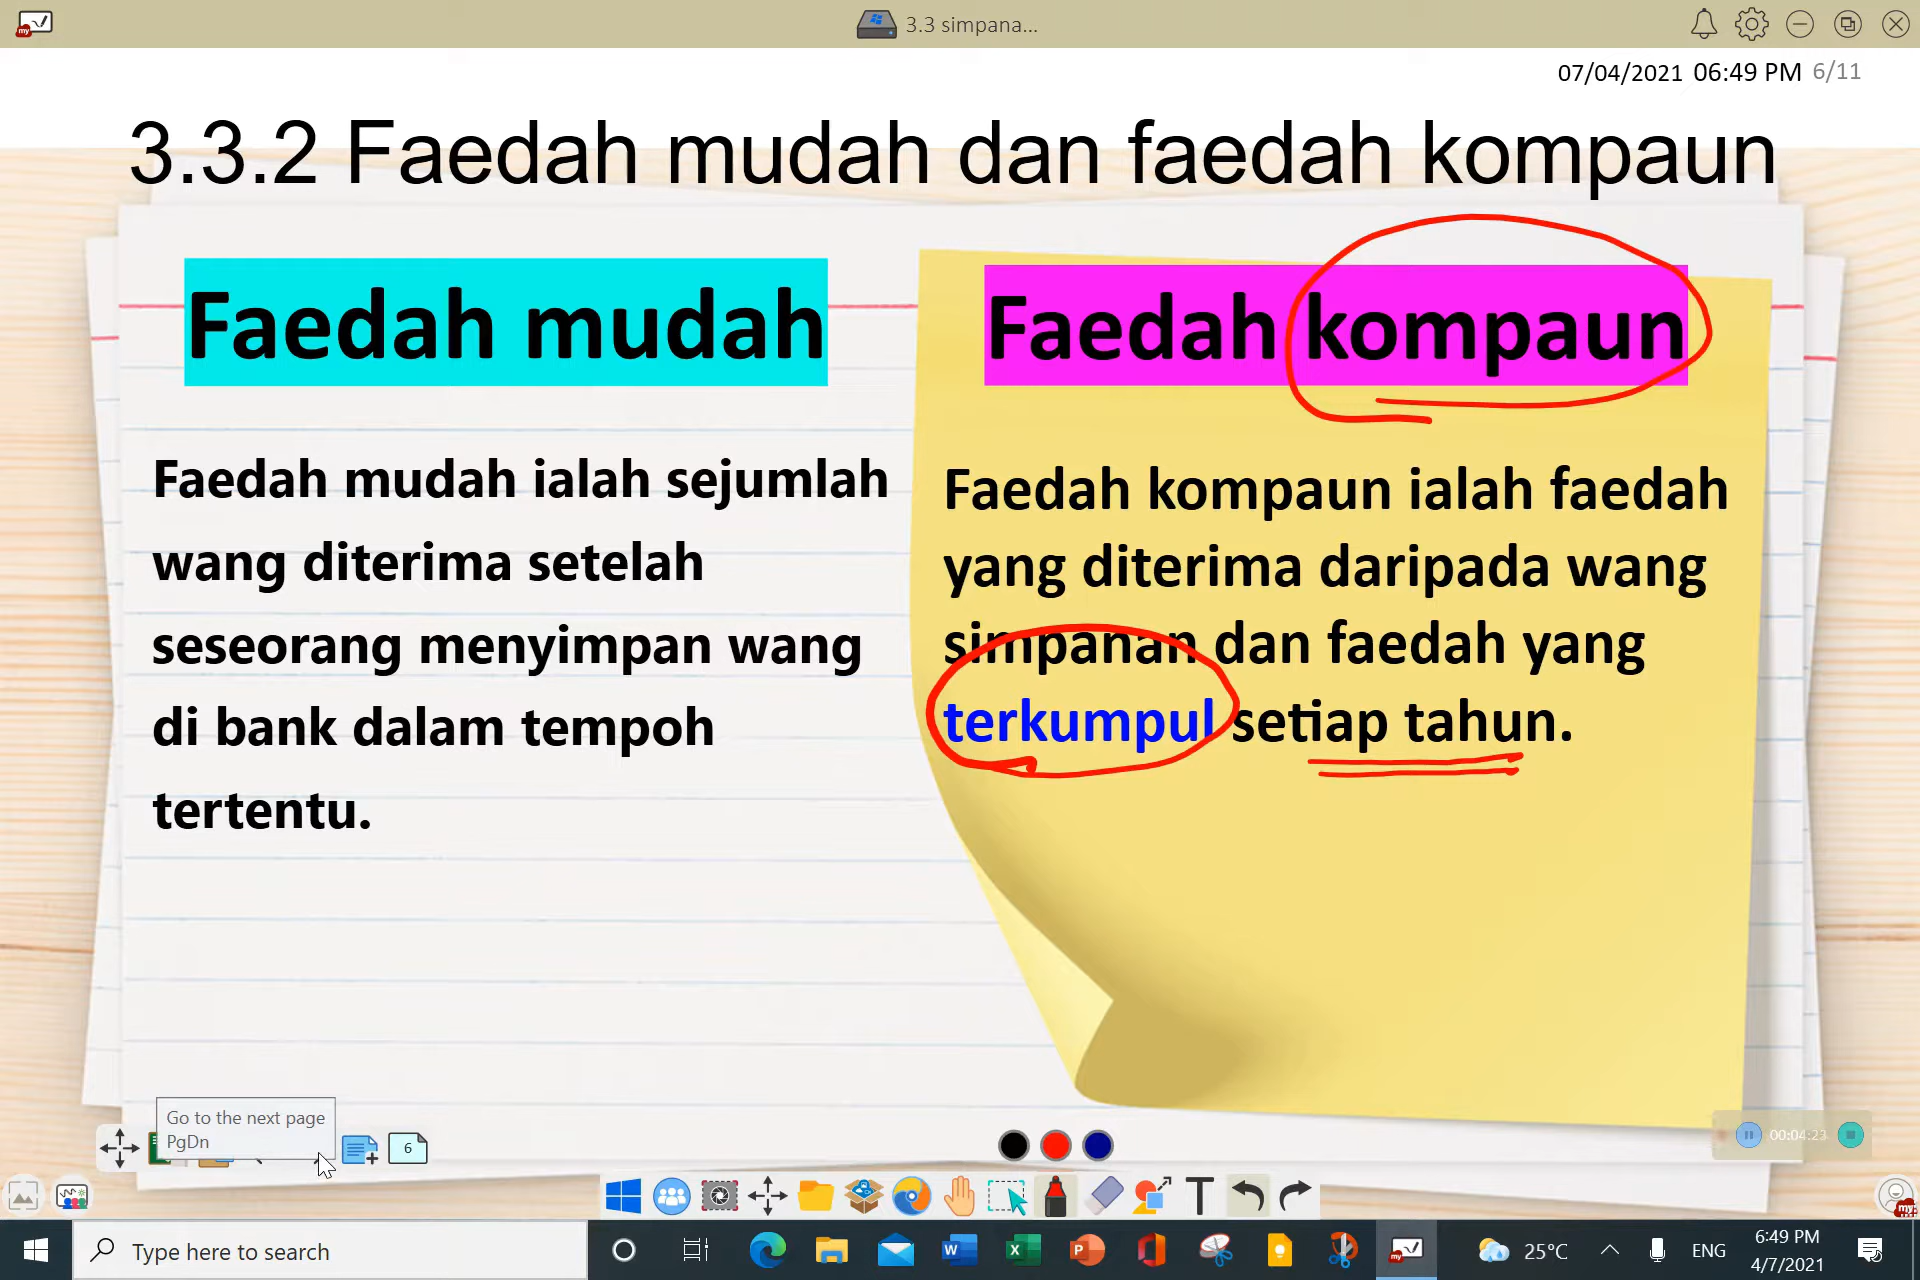 3.3 simpana...
07/04/2021 06:49 PM 6/11
3.3.2 Faedah mudah dan faedah kompaun
Faedah mudah
Faedah mudah ialah sejumlah
wang diterima setelah
seseorang menyimpan wang
di bank dalam tempoh
tertentu.
Faedah kompaun
Faedah kompaun ialah faedah
yang diterima daripada wang
simpanan dan faedah yang
terkumpul setiap tahun.
Go to the next page
PgDn
6
00:04:23
T
Type here to search
25°C
ENG
6:49 PM
4/7/2021